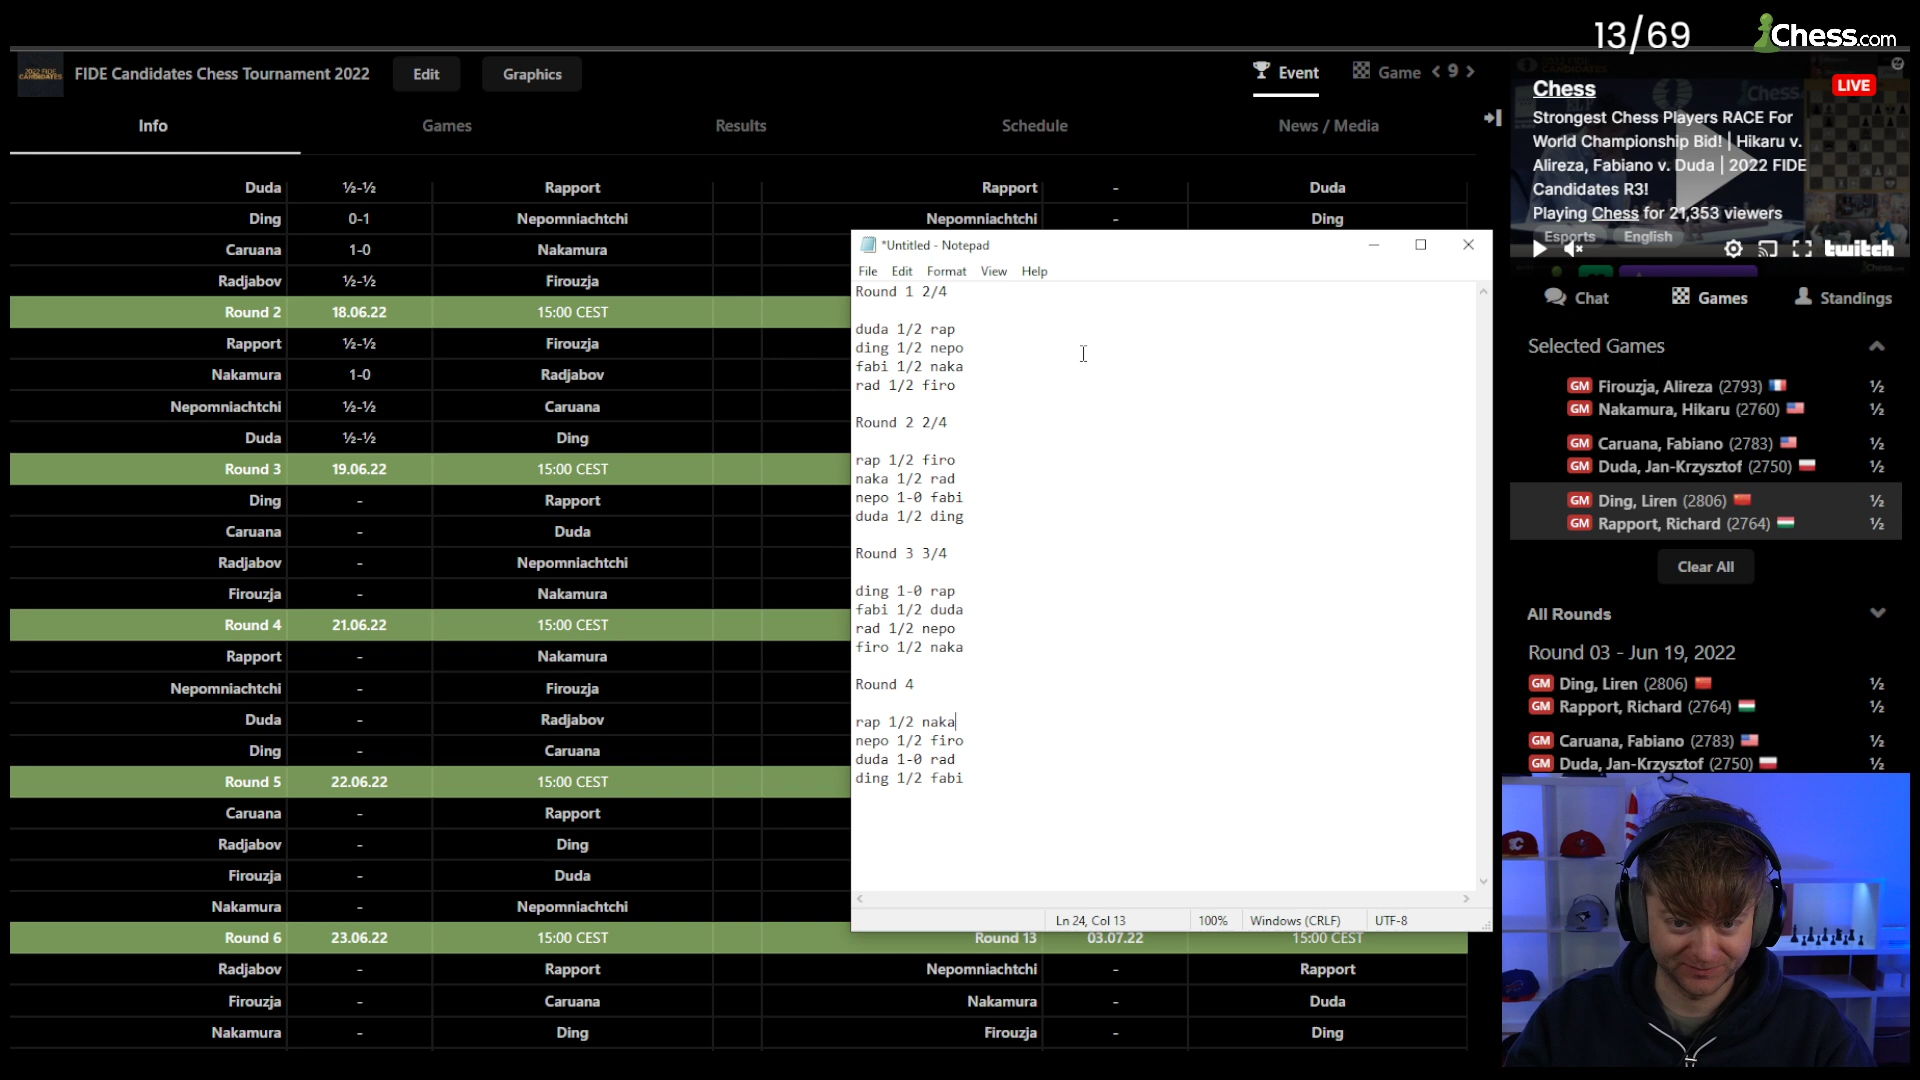 13/69
Chess.com
FIDE Candidates Chess Tournament 2022
Edit
Graphics
Event
Game
< 9 >
Info
Games
Results
Schedule
News / Media
Duda ½-½ Rapport
Rapport - Duda
Ding 0-1 Nepomniachtchi
Nepomniachtchi - Ding
Caruana 1-0 Nakamura
Radjabov ½-½ Firouzja
Round 2 18.06.22 15:00 CEST
Rapport ½-½ Firouzja
Nakamura 1-0 Radjabov
Nepomniachtchi ½-½ Caruana
Duda ½-½ Ding
Round 3 19.06.22 15:00 CEST
Ding - Rapport
Caruana - Duda
Radjabov - Nepomniachtchi
Firouzja - Nakamura
Round 4 21.06.22 15:00 CEST
Rapport - Nakamura
Nepomniachtchi - Firouzja
Duda - Radjabov
Ding - Caruana
Round 5 22.06.22 15:00 CEST
Caruana - Rapport
Radjabov - Ding
Firouzja - Duda
Nakamura - Nepomniachtchi
Round 6 23.06.22 15:00 CEST
Round 13 03.07.22 15:00 CEST
Radjabov - Rapport
Nepomniachtchi - Rapport
Firouzja - Caruana
Nakamura - Duda
Nakamura - Ding
Firouzja - Ding
*Untitled - Notepad
File Edit Format View Help
Round 1 2/4
duda 1/2 rap
ding 1/2 nepo
fabi 1/2 naka
rad 1/2 firo
Round 2 2/4
rap 1/2 firo
naka 1/2 rad
nepo 1-0 fabi
duda 1/2 ding
Round 3 3/4
ding 1-0 rap
fabi 1/2 duda
rad 1/2 nepo
firo 1/2 naka
Round 4
rap 1/2 naka
nepo 1/2 firo
duda 1-0 rad
ding 1/2 fabi
Ln 24, Col 13
100%
Windows (CRLF)
UTF-8
Chess
LIVE
Strongest Chess Players RACE For
World Championship Bid! | Hikaru v.
Alireza, Fabiano v. Duda | 2022 FIDE
Candidates R3!
Playing Chess for 21,353 viewers
Esports English
twitch
Chat
Games
Standings
Selected Games
GM Firouzja, Alireza (2793) ½
GM Nakamura, Hikaru (2760) ½
GM Caruana, Fabiano (2783) ½
GM Duda, Jan-Krzysztof (2750) ½
GM Ding, Liren (2806) ½
GM Rapport, Richard (2764) ½
Clear All
All Rounds
Round 03 - Jun 19, 2022
GM Ding, Liren (2806) ½
GM Rapport, Richard (2764) ½
GM Caruana, Fabiano (2783) ½
GM Duda, Jan-Krzysztof (2750) ½